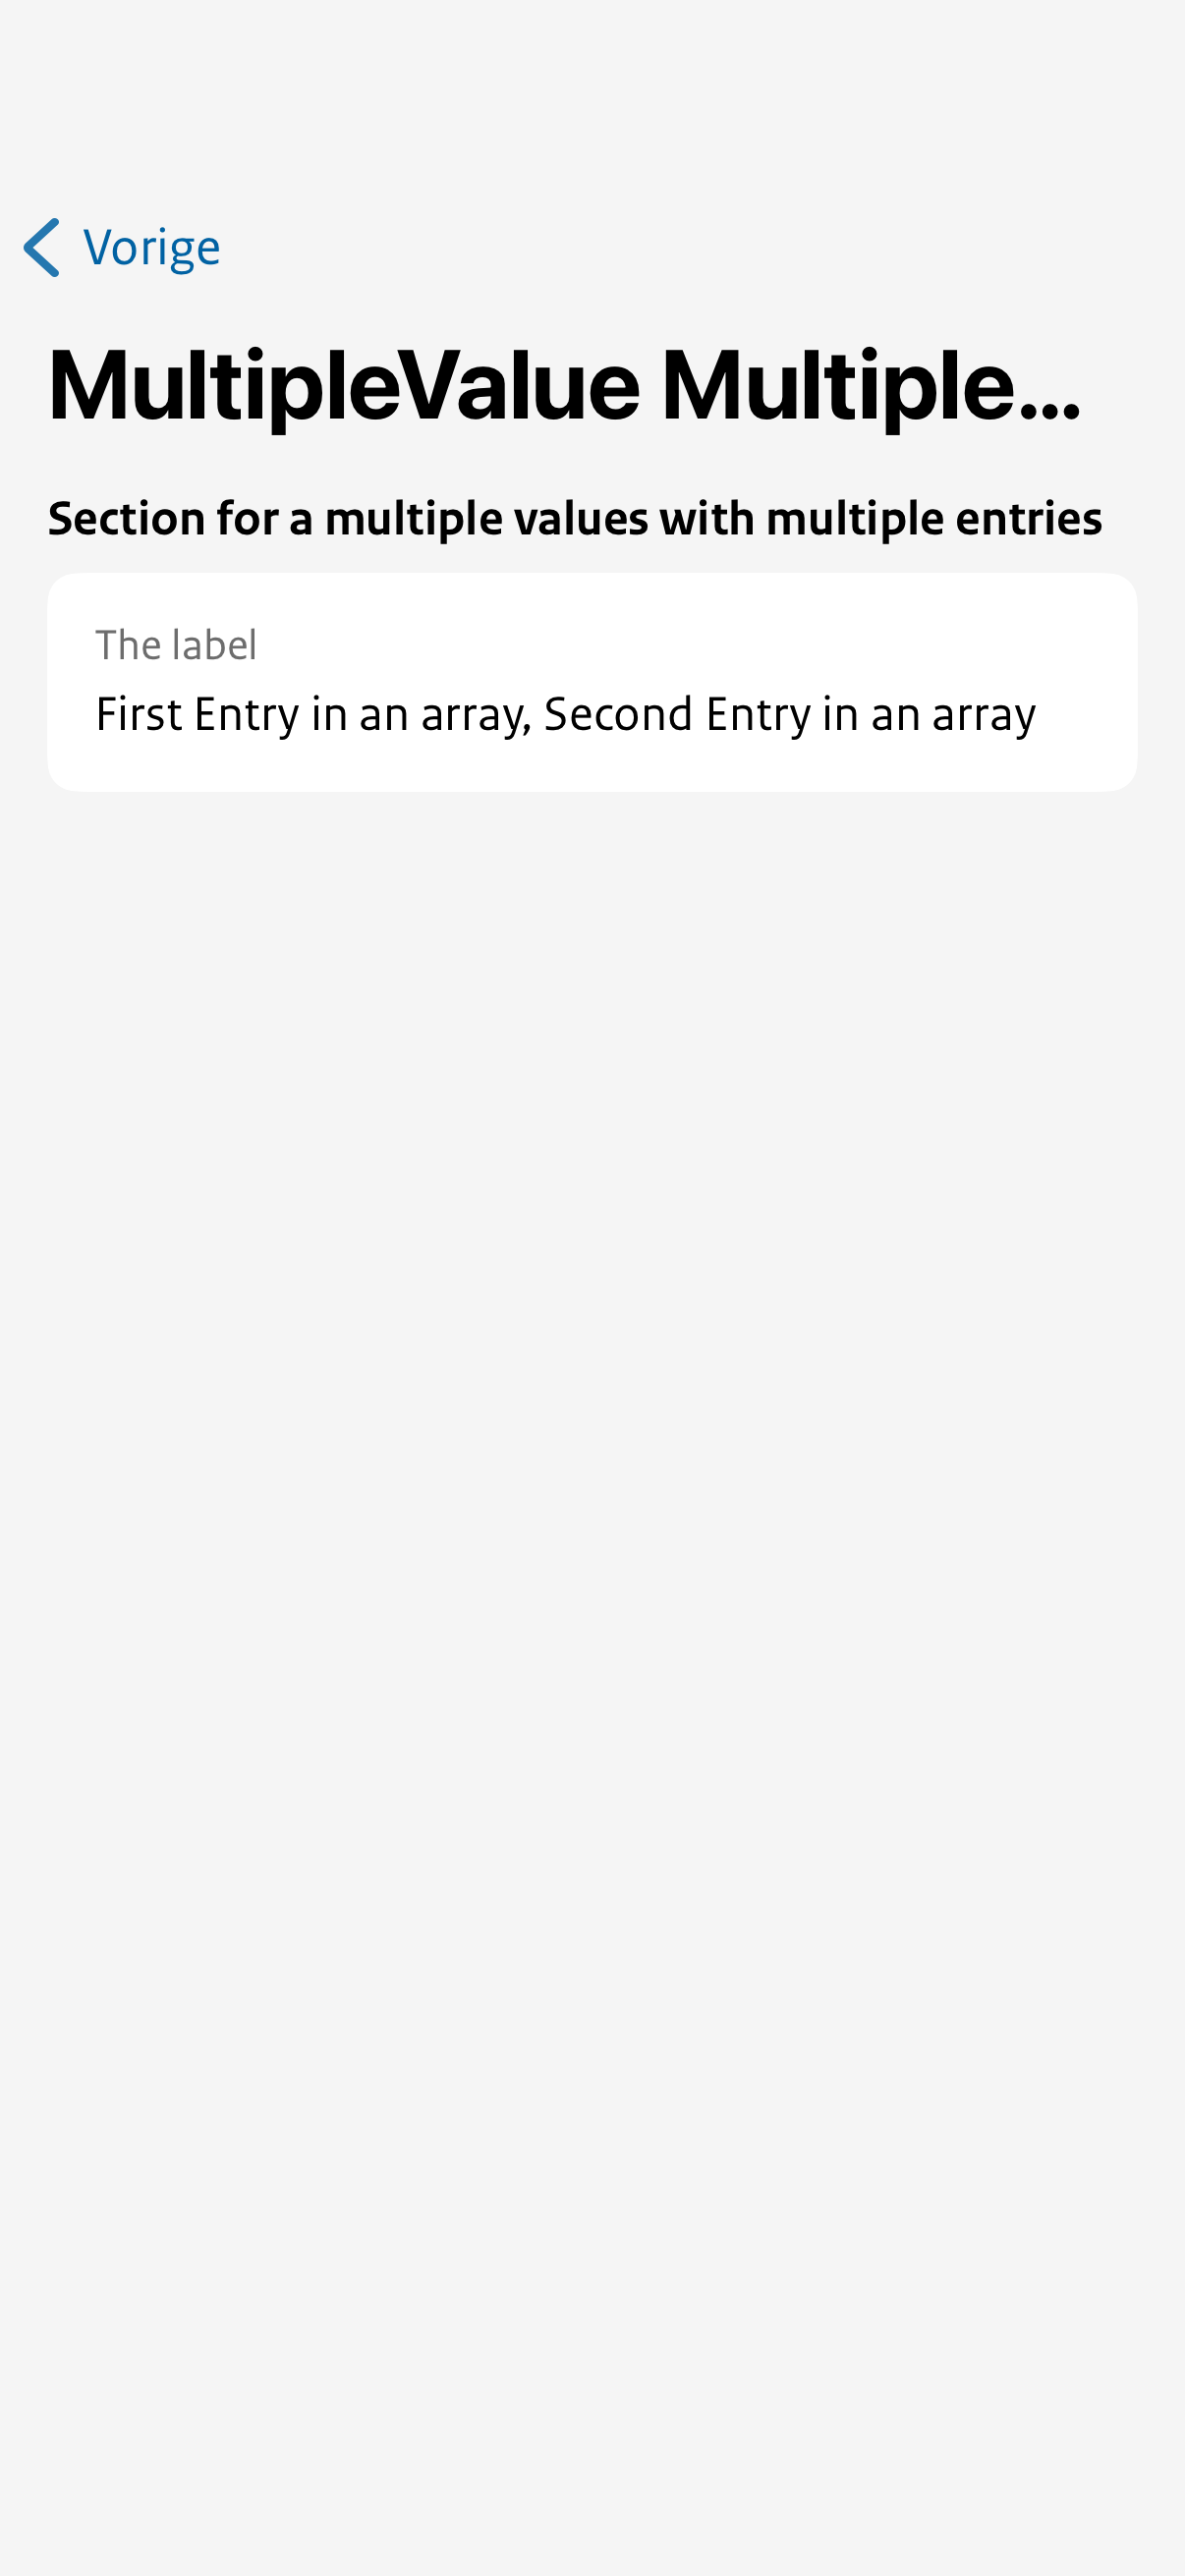 Vorige
MultipleValue Multiple...
Section for a multiple values with multiple entries
The label
First Entry in an array, Second Entry in an array